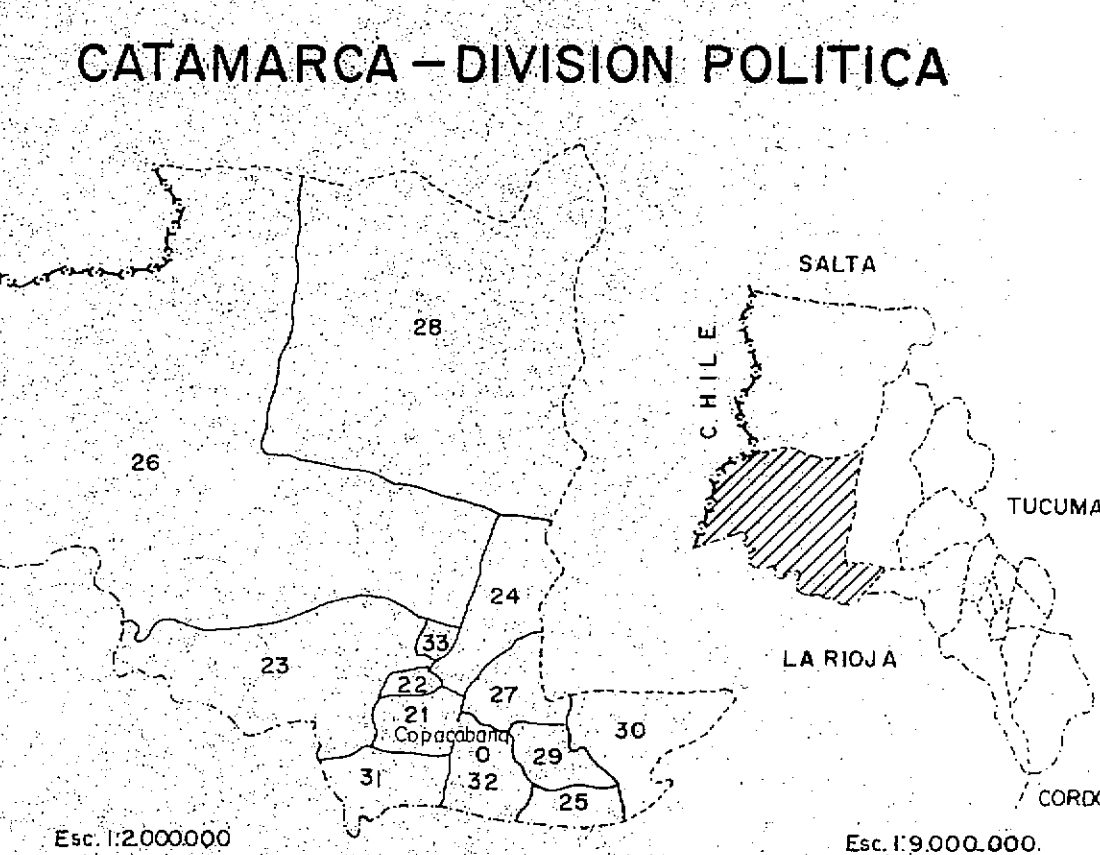 CATAMARCA – DIVISION POLITICA
SALTA
CHILE
28
26
TUCUMA
24
33
23
LA RIOJA
22
27
21
Copacabana
30
O
29
31
32
25
CORDO
Esc. 1:2.000.000
Esc. 1:9.000.000.